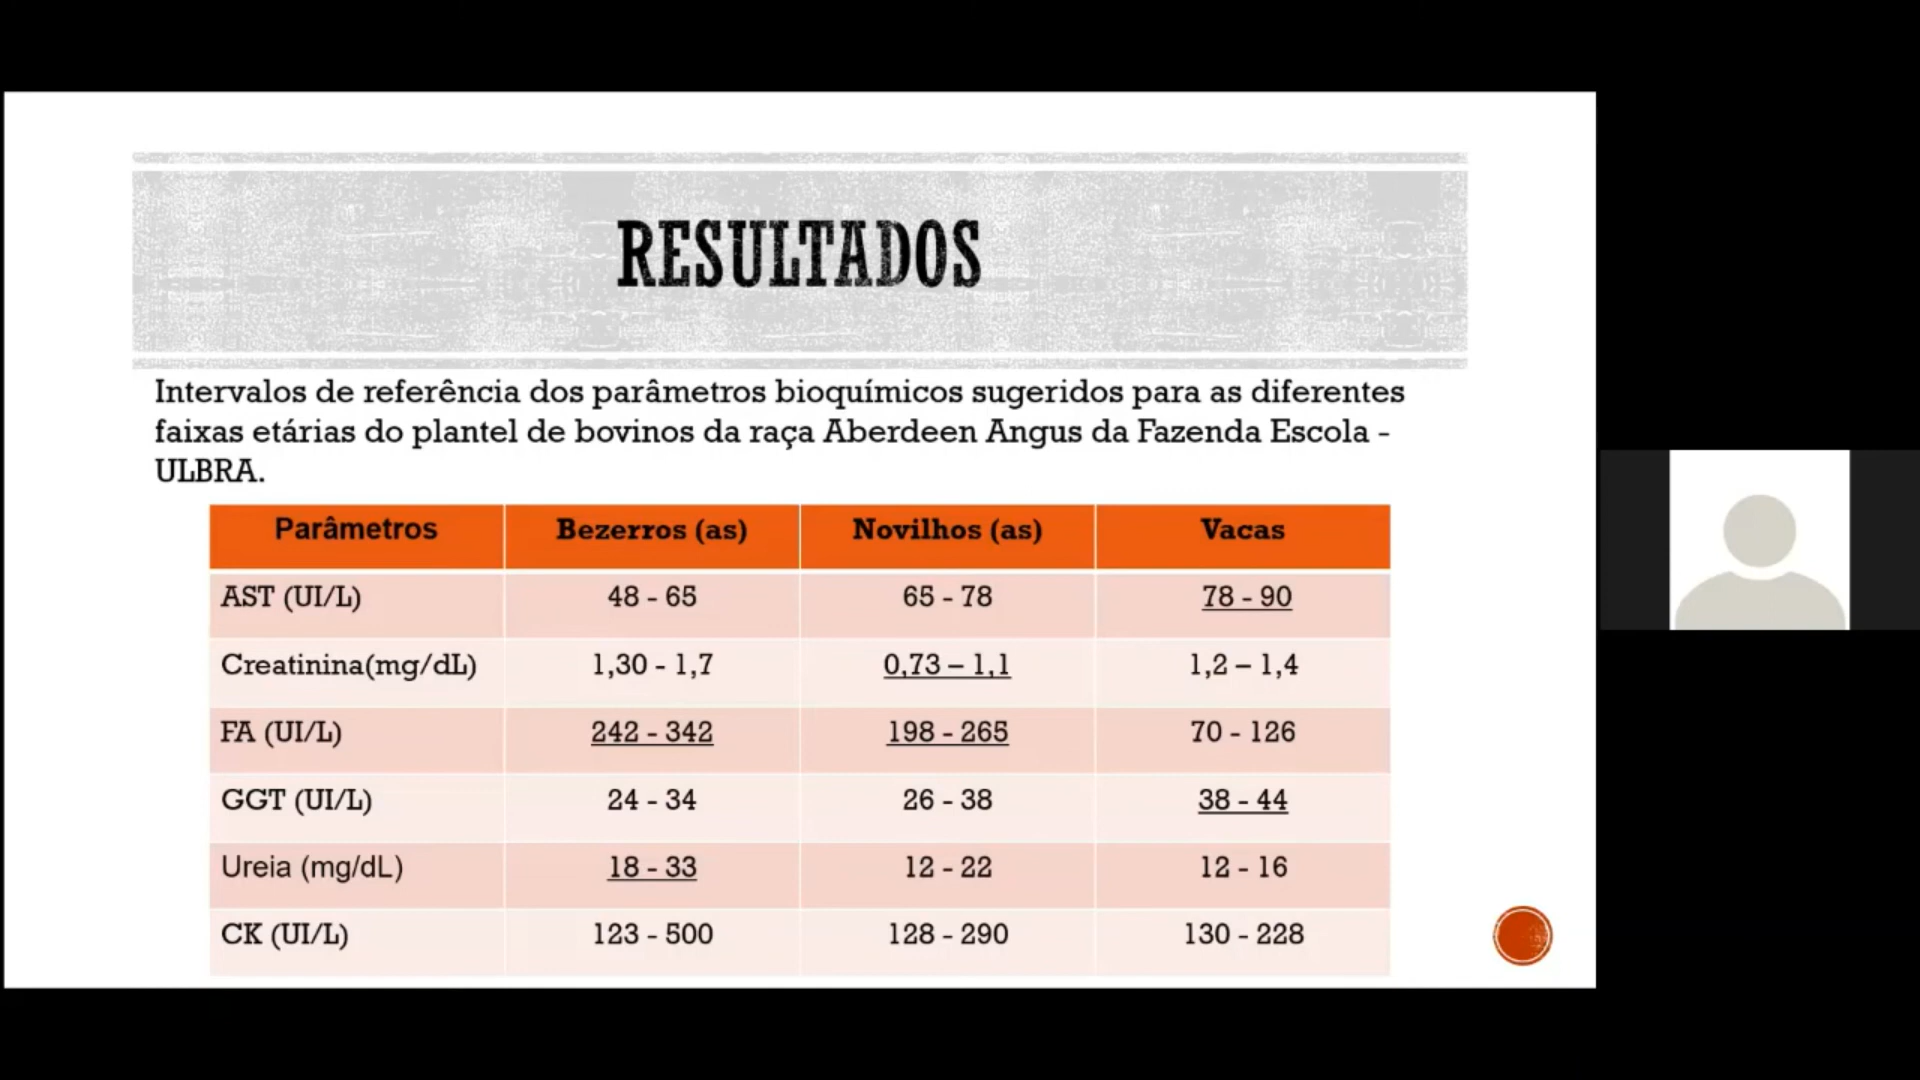 RESULTADOS
Intervalos de referência dos parâmetros bioquímicos sugeridos para as diferentes
faixas etárias do plantel de bovinos da raça Aberdeen Angus da Fazenda Escola -
ULBRA.
Parâmetros Bezerros (as) Novilhos (as) Vacas
AST (UI/L) 48 - 65 65 - 78 78 - 90
Creatinina(mg/dL) 1,30 - 1,7 0,73 – 1,1 1,2 – 1,4
FA (UI/L) 242 - 342 198 - 265 70 - 126
GGT (UI/L) 24 - 34 26 - 38 38 - 44
Ureia (mg/dL) 18 - 33 12 - 22 12 - 16
CK (UI/L) 123 - 500 128 - 290 130 - 228